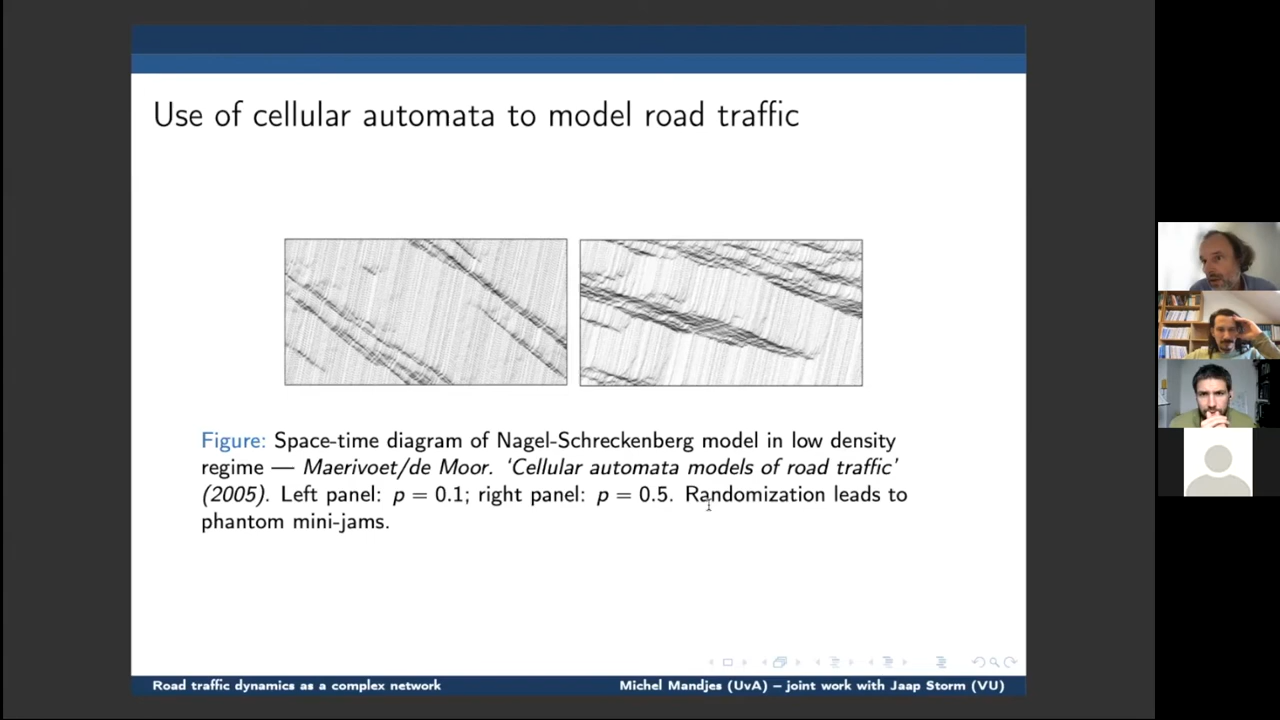 Use of cellular automata to model road traffic
Figure: Space-time diagram of Nagel-Schreckenberg model in low density
regime — Maerivoet/de Moor. ‘Cellular automata models of road traffic’
(2005). Left panel: p = 0.1; right panel: p = 0.5. Randomization leads to
phantom mini-jams.
Road traffic dynamics as a complex network
Michel Mandjes (UvA) – joint work with Jaap Storm (VU)